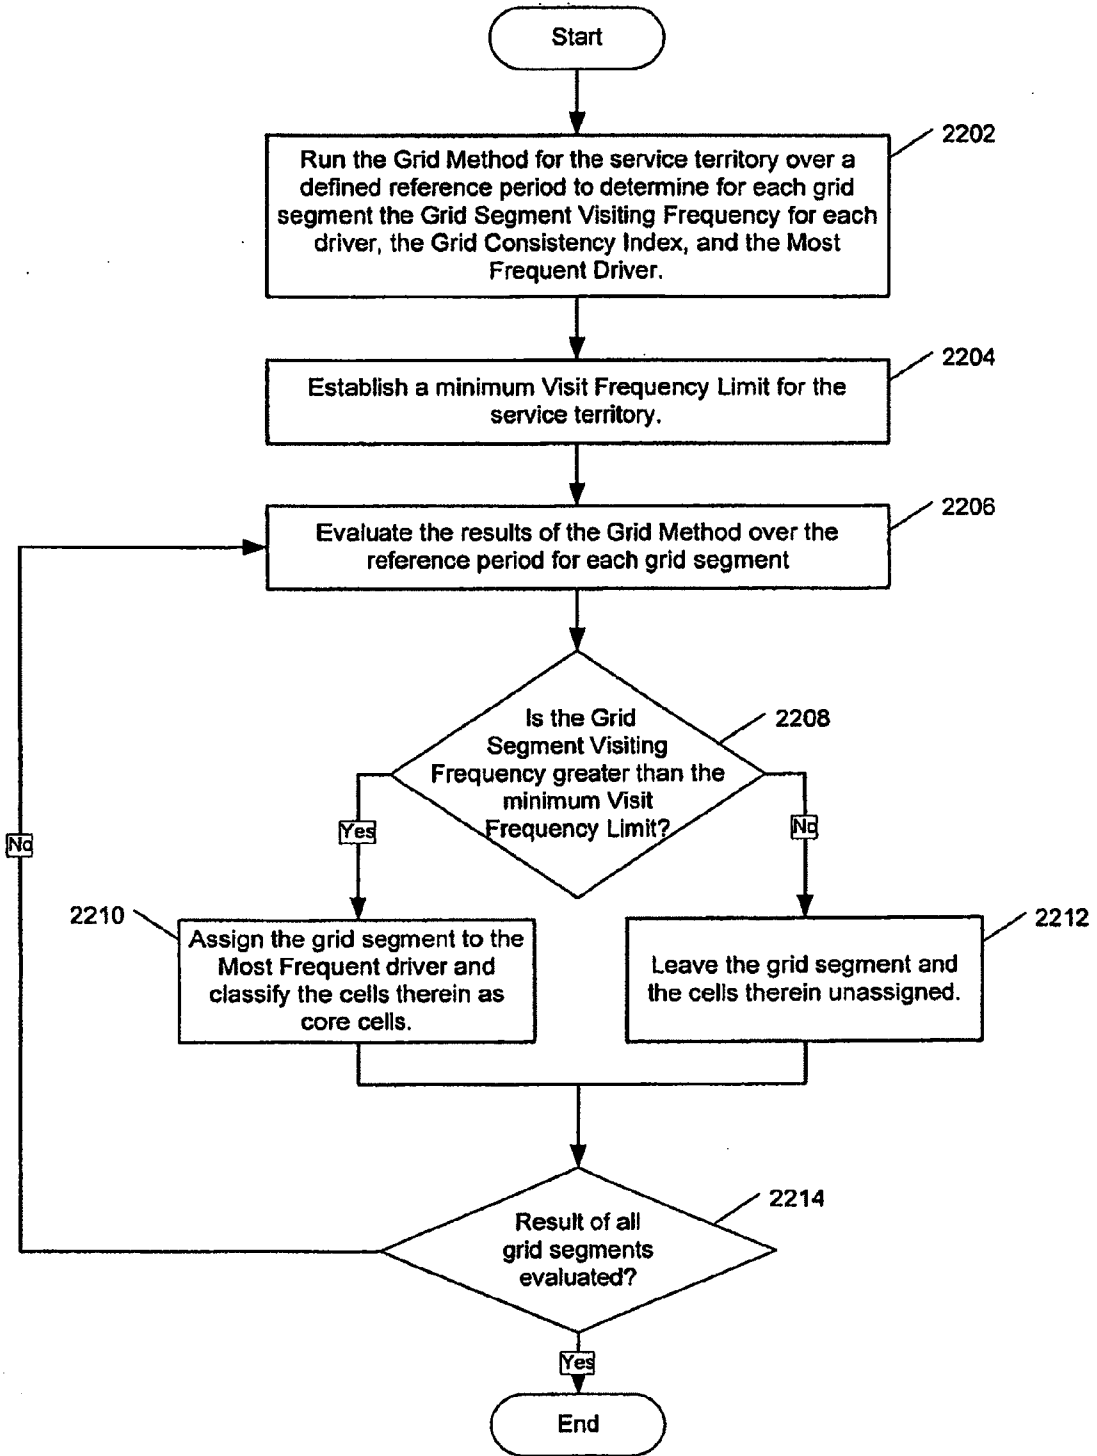 Start
2202
Run the Grid Method for the service territory over a
defined reference period to determine for each grid
segment the Grid Segment Visiting Frequency for each
driver, the Grid Consistency Index, and the Most
Frequent Driver.
2204
Establish a minimum Visit Frequency Limit for the
service territory.
2206
Evaluate the results of the Grid Method over the
reference period for each grid segment
2208
Is the Grid
Segment Visiting
Frequency greater than the
minimum Visit
Frequency Limit?
Yes
No
No
2210
Assign the grid segment to the
Most Frequent driver and
classify the cells therein as
core cells.
2212
Leave the grid segment and
the cells therein unassigned.
2214
Result of all
grid segments
evaluated?
Yes
End